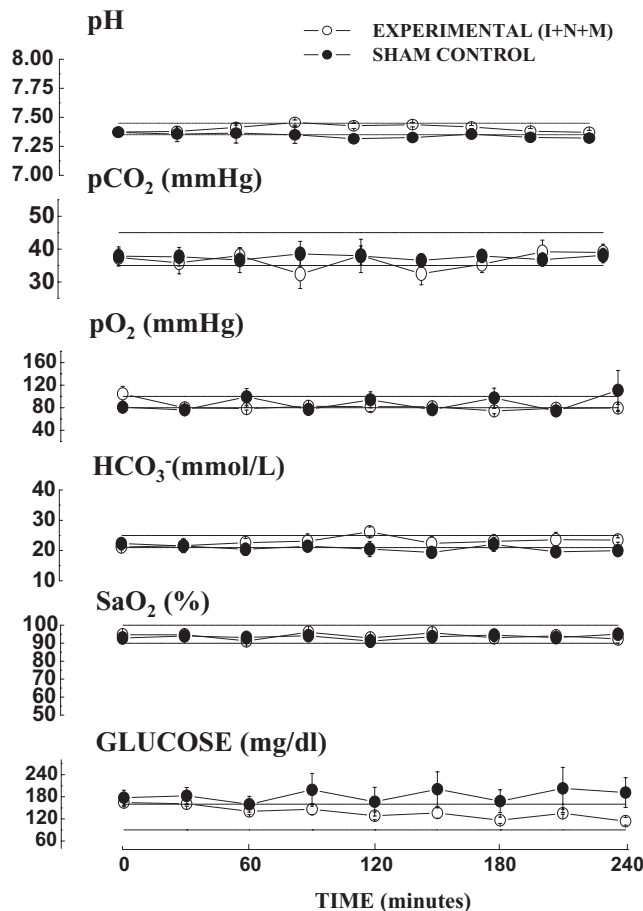 pH
EXPERIMENTAL (I+N+M)
SHAM CONTROL
8.00
7.75
7.50
7.25
7.00
pCO₂ (mmHg)
50
40
30
pO₂ (mmHg)
160
120
80
40
HCO₃⁻(mmol/L)
40
30
20
10
SaO₂ (%)
100
90
80
70
60
50
GLUCOSE (mg/dl)
240
180
120
60
0 60 120 180 240
TIME (minutes)